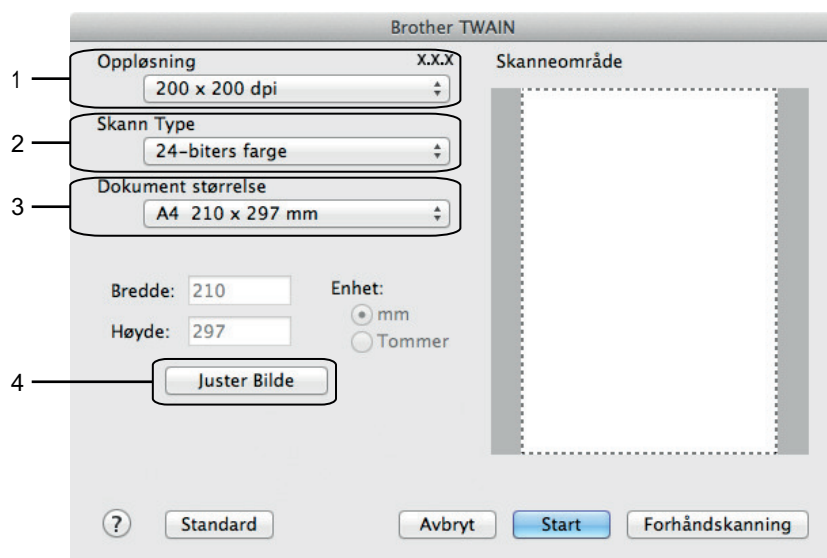 Brother TWAIN
1
Oppløsning X.X.X
200 x 200 dpi
2
Skann Type
24-biters farge
3
Dokument størrelse
A4 210 x 297 mm
Bredde: 210
Høyde: 297
Enhet:
mm
Tommer
4
Juster Bilde
Skanneområde
? Standard Avbryt Start Forhåndskanning